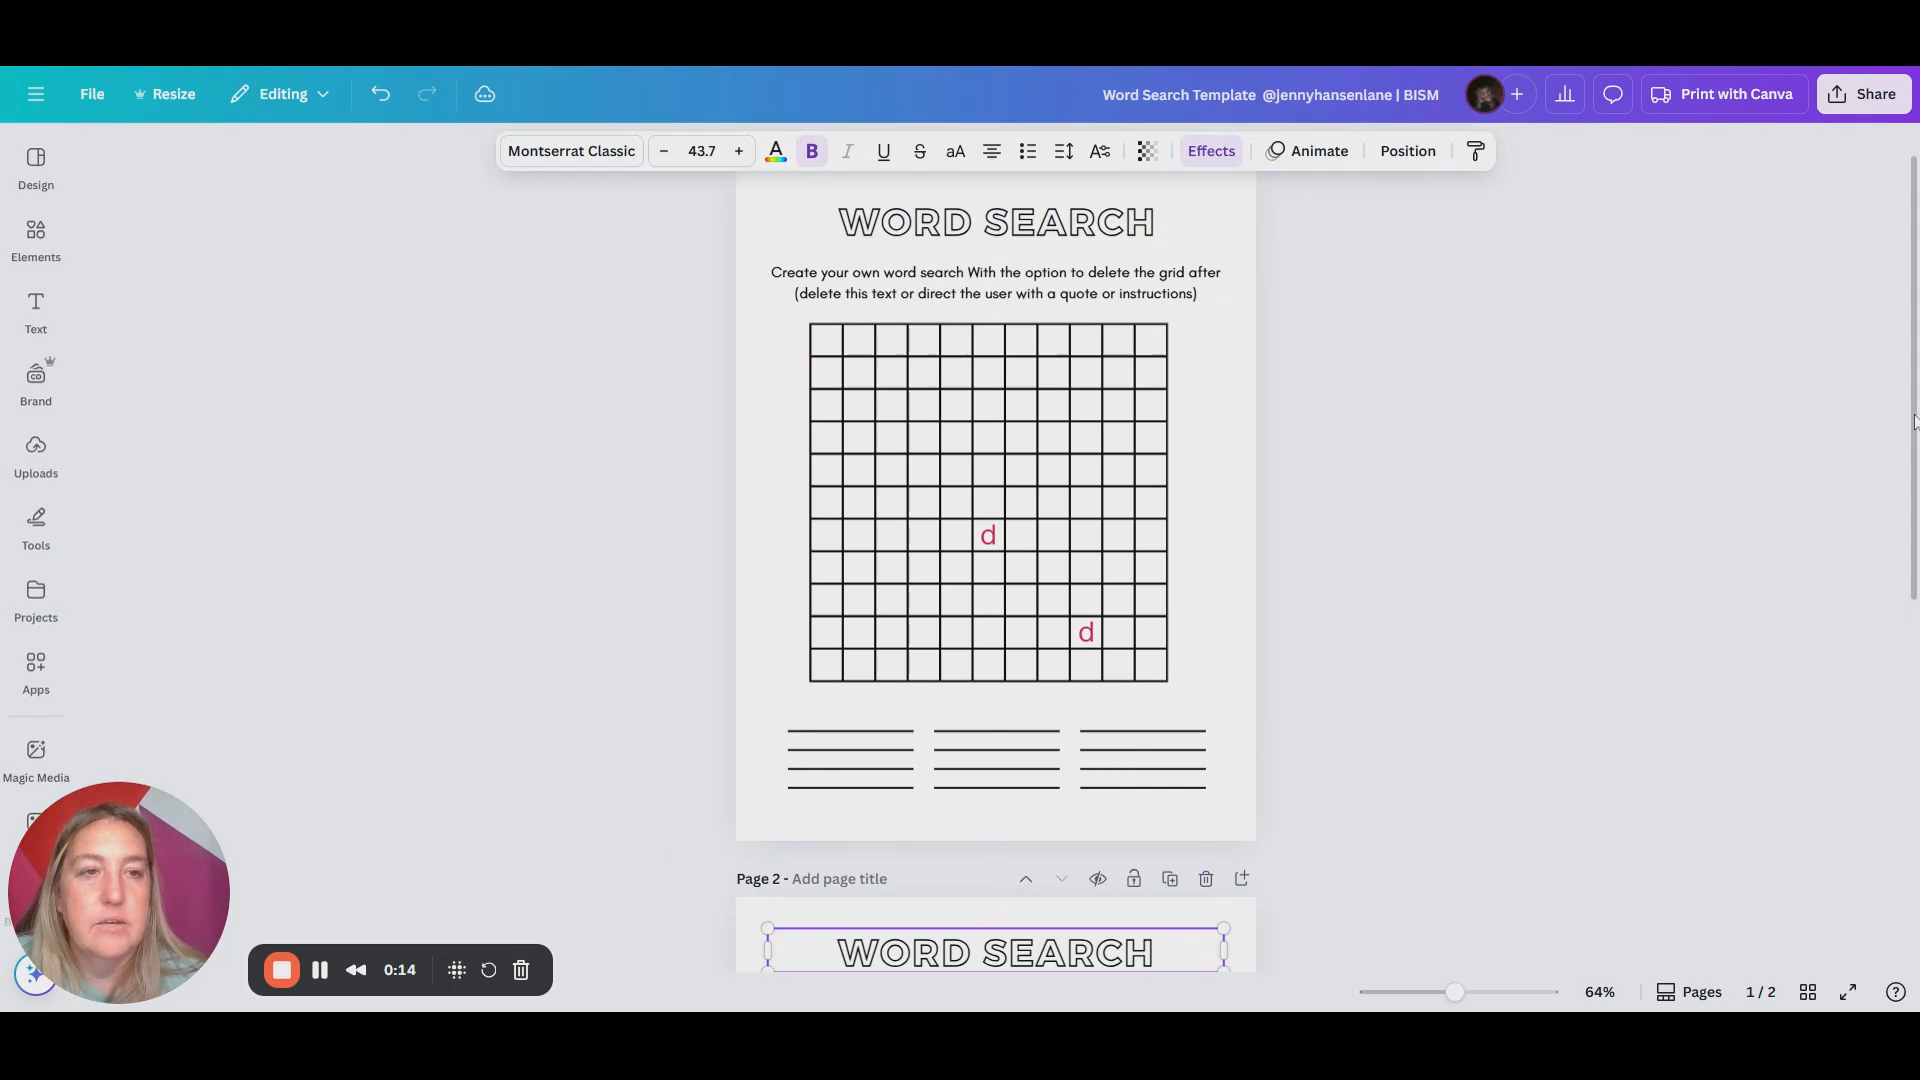 File
Resize
Editing
Word Search Template @jennyhansenlane | BISM
Print with Canva
Share
Montserrat Classic
43.7
A
B
I
U
S
aA
Effects
Animate
Position
Design
Elements
Text
Brand
Uploads
Tools
Projects
Apps
Magic Media
WORD SEARCH
Create your own word search With the option to delete the grid after
(delete this text or direct the user with a quote or instructions)
d
d
Page 2 - Add page title
WORD SEARCH
0:14
64%
Pages
1 / 2